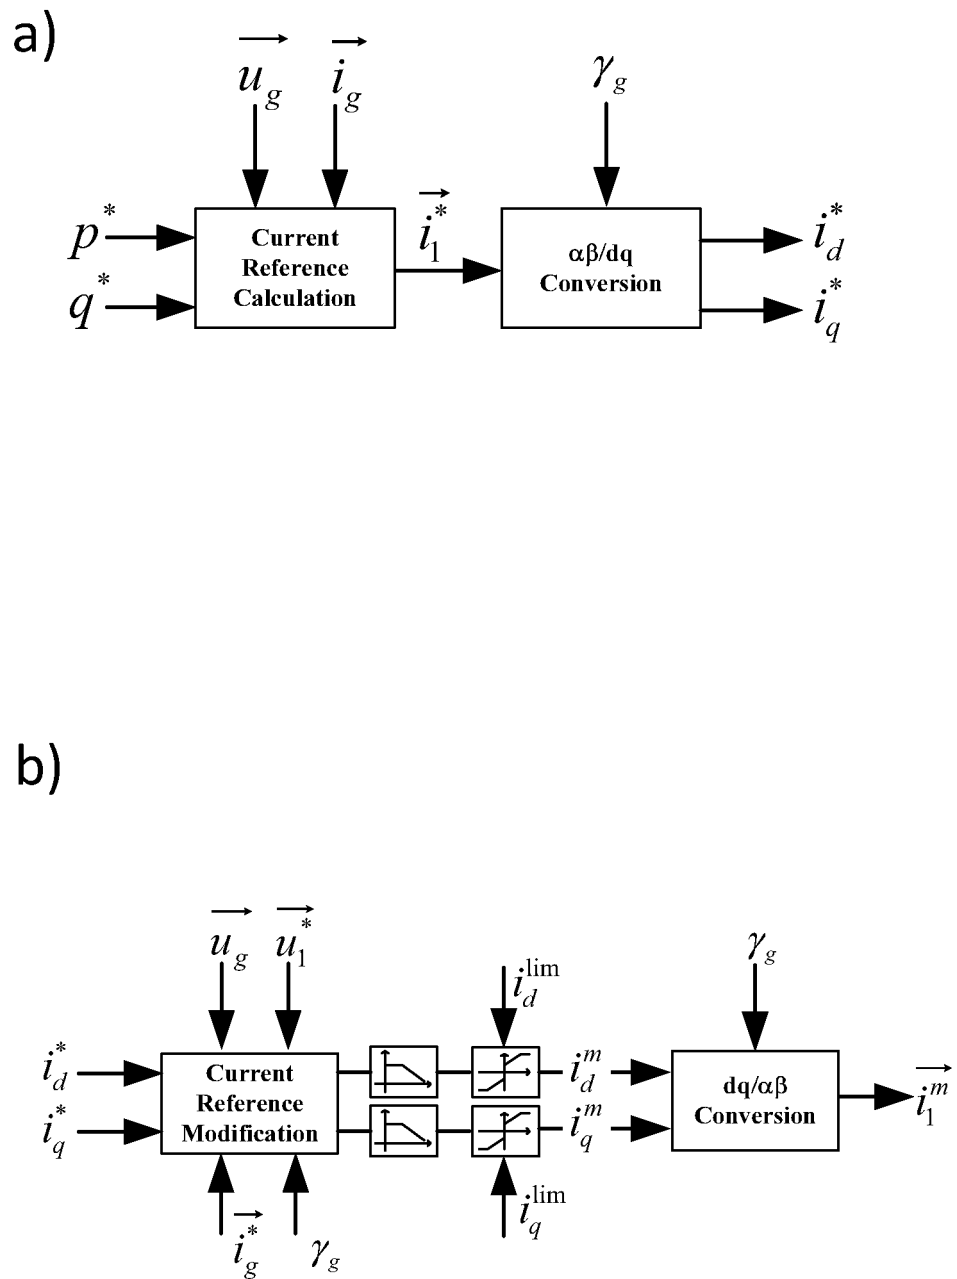 a)
u_g
i_g
γ_g
p*
q*
Current
Reference
Calculation
i_1^*
αβ/dq
Conversion
i_d^*
i_q^*
b)
u_g
u_1^*
i_d^lim
γ_g
i_d^*
i_q^*
Current
Reference
Modification
i_d^m
i_q^m
dq/αβ
Conversion
i_1^m
i_g^*
γ_g
i_q^lim